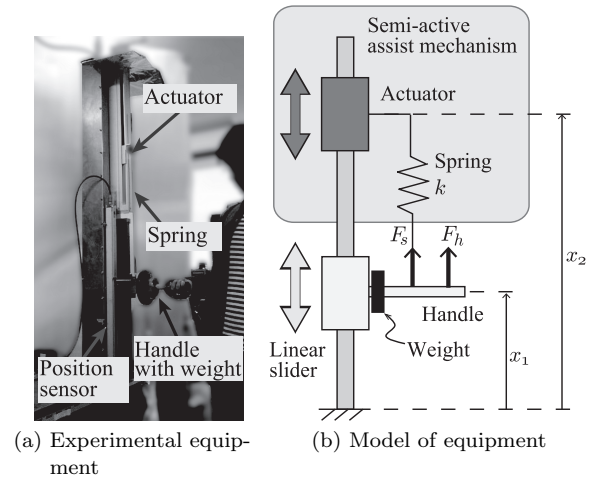 Actuator
Spring
Position
sensor
Handle
with weight
(a) Experimental equip-
ment
Semi-active
assist mechanism
Actuator
Spring
k
F_s
F_h
x_2
Handle
Weight
Linear
slider
x_1
(b) Model of equipment